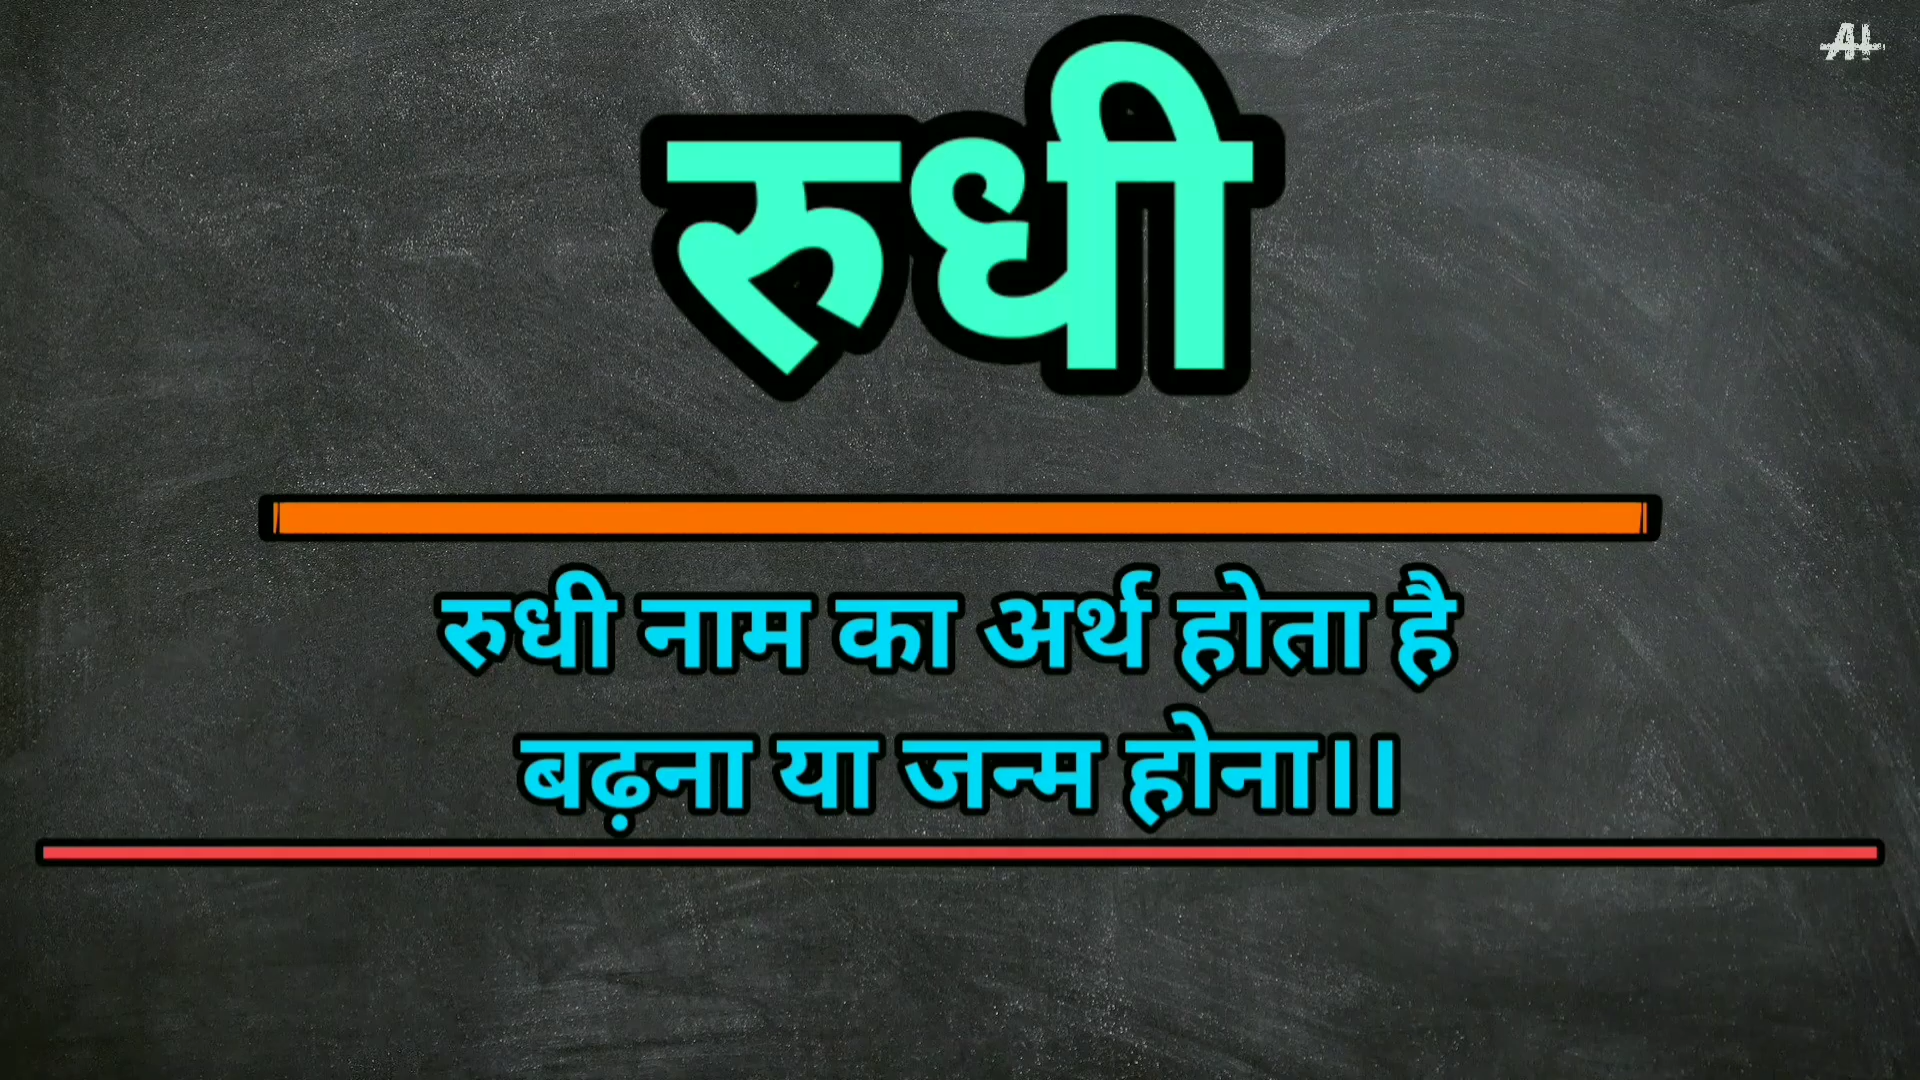 रुधी
रुधी नाम का अर्थ होता है
बढ़ना या जन्म होना।।